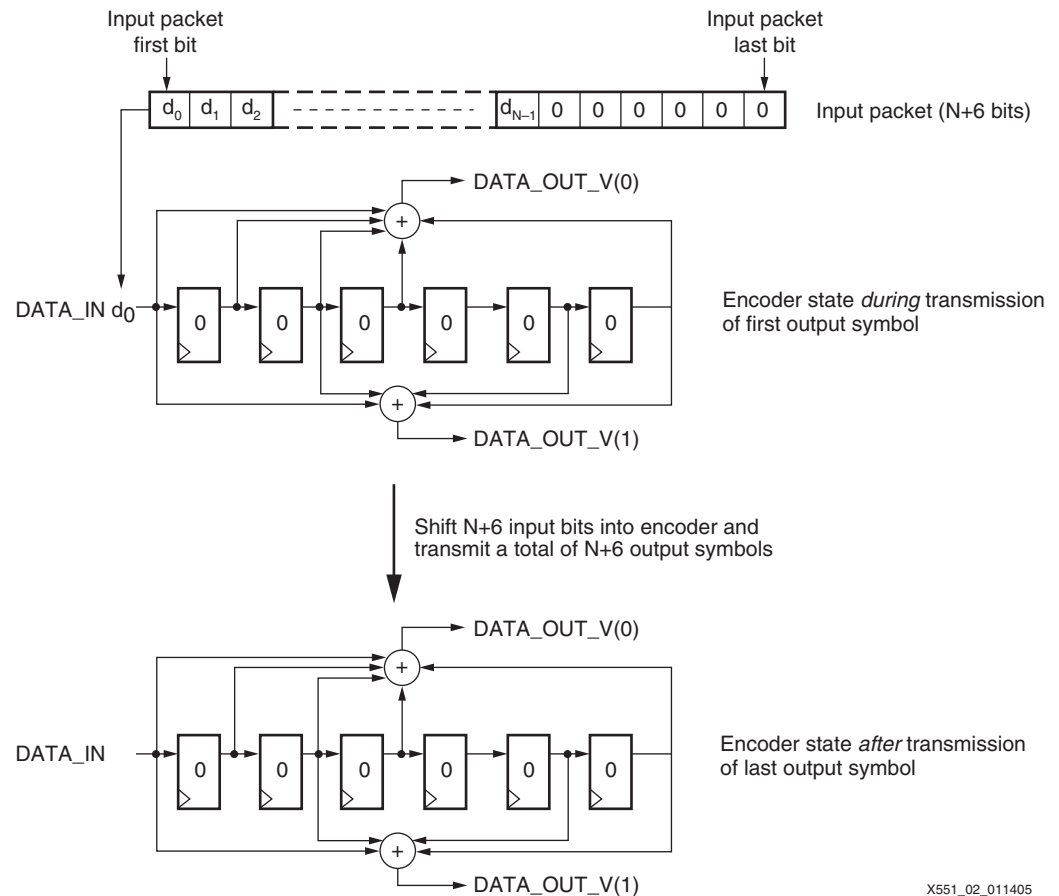 Input packet
first bit
Input packet
last bit
d0 d1 d2 dN–1 0 0 0 0 0 0
Input packet (N+6 bits)
DATA_OUT_V(0)
+
DATA_IN d0
0 0 0 0 0 0
Encoder state during transmission
of first output symbol
+
DATA_OUT_V(1)
Shift N+6 input bits into encoder and
transmit a total of N+6 output symbols
DATA_OUT_V(0)
+
DATA_IN
0 0 0 0 0 0
Encoder state after transmission
of last output symbol
+
DATA_OUT_V(1)
X551_02_011405